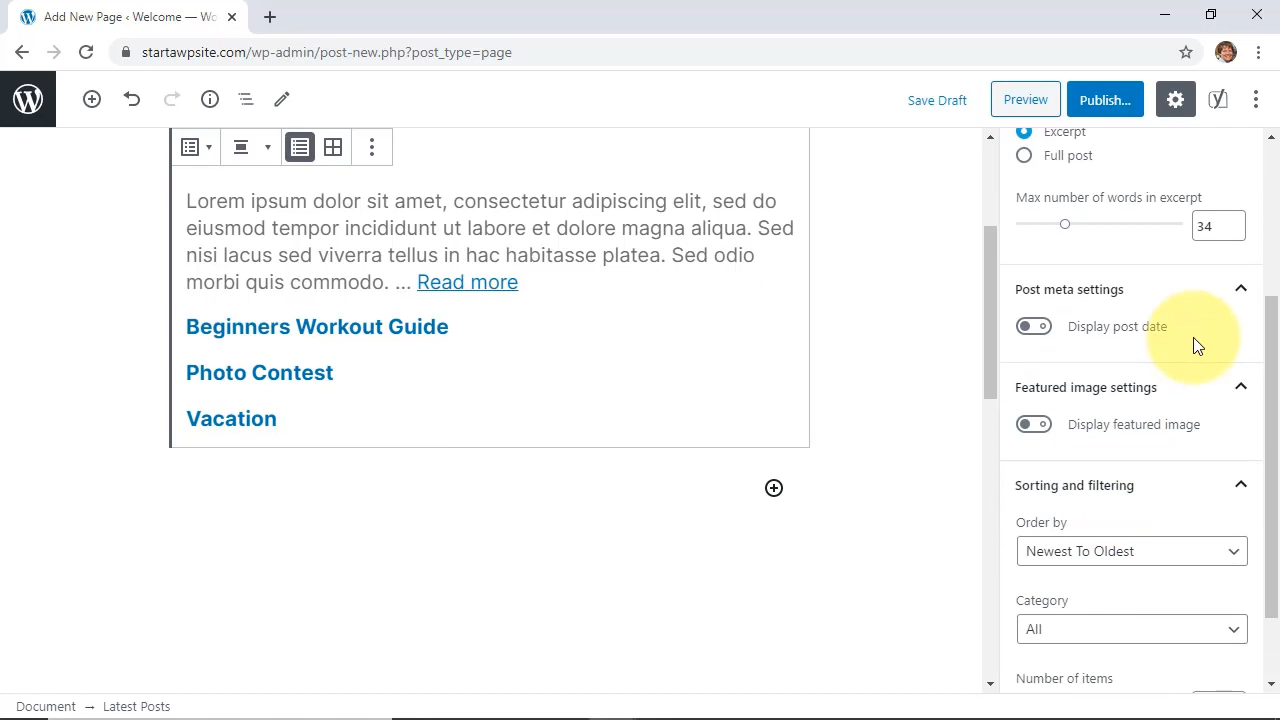 Add New Page ‹ Welcome — Wo
startawpsite.com/wp-admin/post-new.php?post_type=page
Save Draft
Preview
Publish...
Lorem ipsum dolor sit amet, consectetur adipiscing elit, sed do
eiusmod tempor incididunt ut labore et dolore magna aliqua. Sed
nisi lacus sed viverra tellus in hac habitasse platea. Sed odio
morbi quis commodo. ... Read more
Beginners Workout Guide
Photo Contest
Vacation
Excerpt
Full post
Max number of words in excerpt
34
Post meta settings
Display post date
Featured image settings
Display featured image
Sorting and filtering
Order by
Newest To Oldest
Category
All
Number of items
Document → Latest Posts